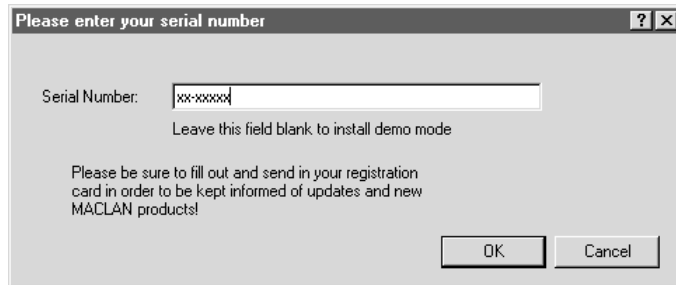 Please enter your serial number
Serial Number: xx-xxxxx
Leave this field blank to install demo mode
Please be sure to fill out and send in your registration
card in order to be kept informed of updates and new
MACLAN products!
OK Cancel